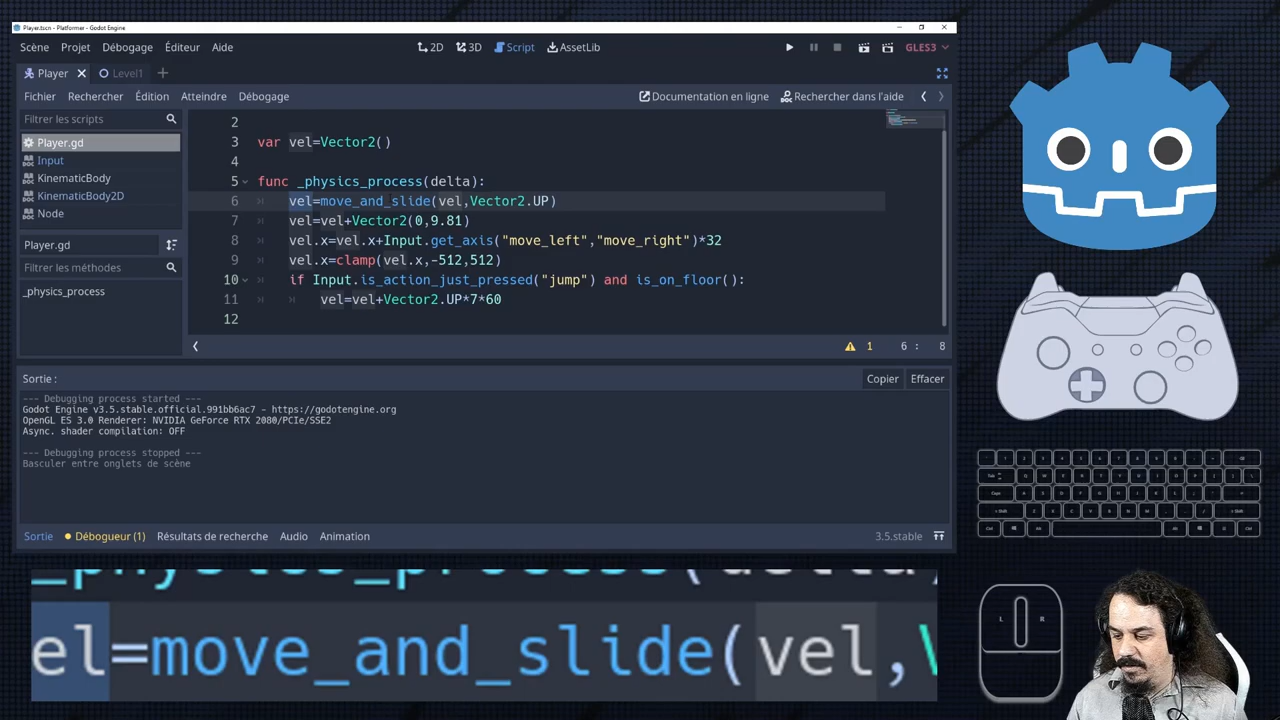 Player.tscn - Platformer - Godot Engine
Scène Projet Débogage Éditeur Aide 2D 3D Script AssetLib GLES3
Player Level1
Fichier Rechercher Édition Atteindre Débogage Documentation en ligne Rechercher dans l'aide
Filtrer les scripts
Player.gd
Input
KinematicBody
KinematicBody2D
Node
Player.gd
Filtrer les méthodes
_physics_process
2
3 var vel=Vector2()
4
5 func _physics_process(delta):
6 vel=move_and_slide(vel,Vector2.UP)
7 vel=vel+Vector2(0,9.81)
8 vel.x=vel.x+Input.get_axis("move_left","move_right")*32
9 vel.x=clamp(vel.x,-512,512)
10 if Input.is_action_just_pressed("jump") and is_on_floor():
11 vel=vel+Vector2.UP*7*60
12
1 6 : 8
Sortie : Copier Effacer
--- Debugging process started ---
Godot Engine v3.5.stable.official.991bb6ac7 - https://godotengine.org
OpenGL ES 3.0 Renderer: NVIDIA GeForce RTX 2080/PCIe/SSE2
Async. shader compilation: OFF
--- Debugging process stopped ---
Basculer entre onglets de scène
Sortie Débogueur (1) Résultats de recherche Audio Animation 3.5.stable
_physics_process(delta)
el=move_and_slide(vel,V
L R